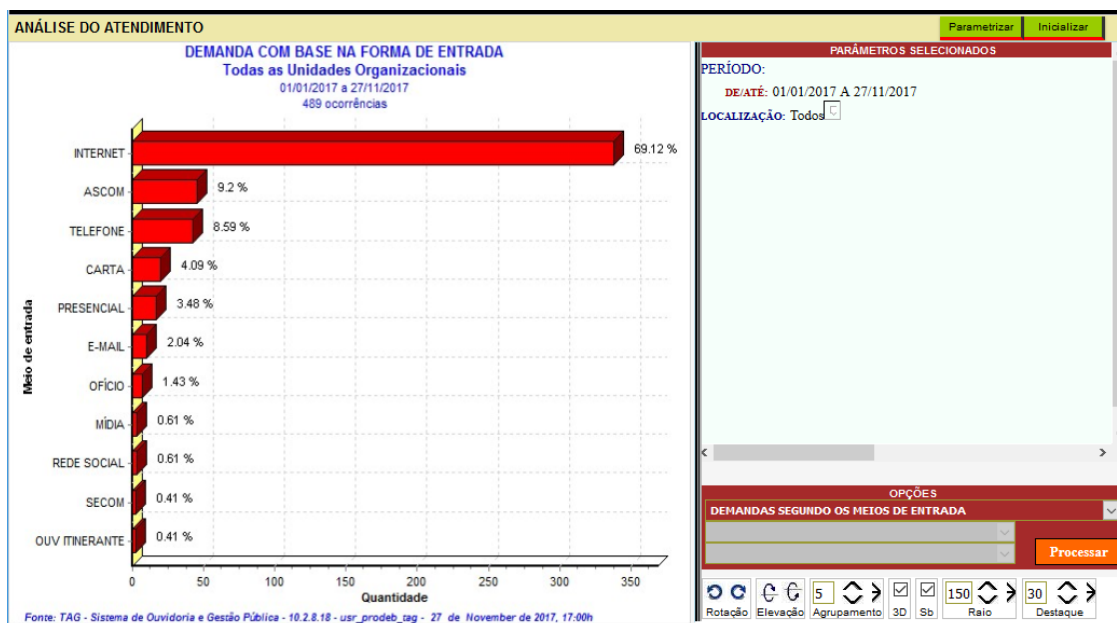 ANÁLISE DO ATENDIMENTO
Parametrizar
Inicializar
DEMANDA COM BASE NA FORMA DE ENTRADA
Todas as Unidades Organizacionais
01/01/2017 a 27/11/2017
489 ocorrências
Meio de entrada
INTERNET 69.12 %
ASCOM 9.2 %
TELEFONE 8.59 %
CARTA 4.09 %
PRESENCIAL 3.48 %
E-MAIL 2.04 %
OFÍCIO 1.43 %
MÍDIA 0.61 %
REDE SOCIAL 0.61 %
SECOM 0.41 %
OUV ITINERANTE 0.41 %
0 50 100 150 200 250 300 350
Quantidade
Fonte: TAG - Sistema de Ouvidoria e Gestão Pública - 10.2.8.18 - usr_prodeb_tag - 27 de November de 2017, 17:00h
PARÂMETROS SELECIONADOS
PERÍODO:
DE/ATÉ: 01/01/2017 A 27/11/2017
LOCALIZAÇÃO: Todos
OPÇÕES
DEMANDAS SEGUNDO OS MEIOS DE ENTRADA
Processar
5 150 30
Rotação Elevação Agrupamento 3D Sb Raio Destaque